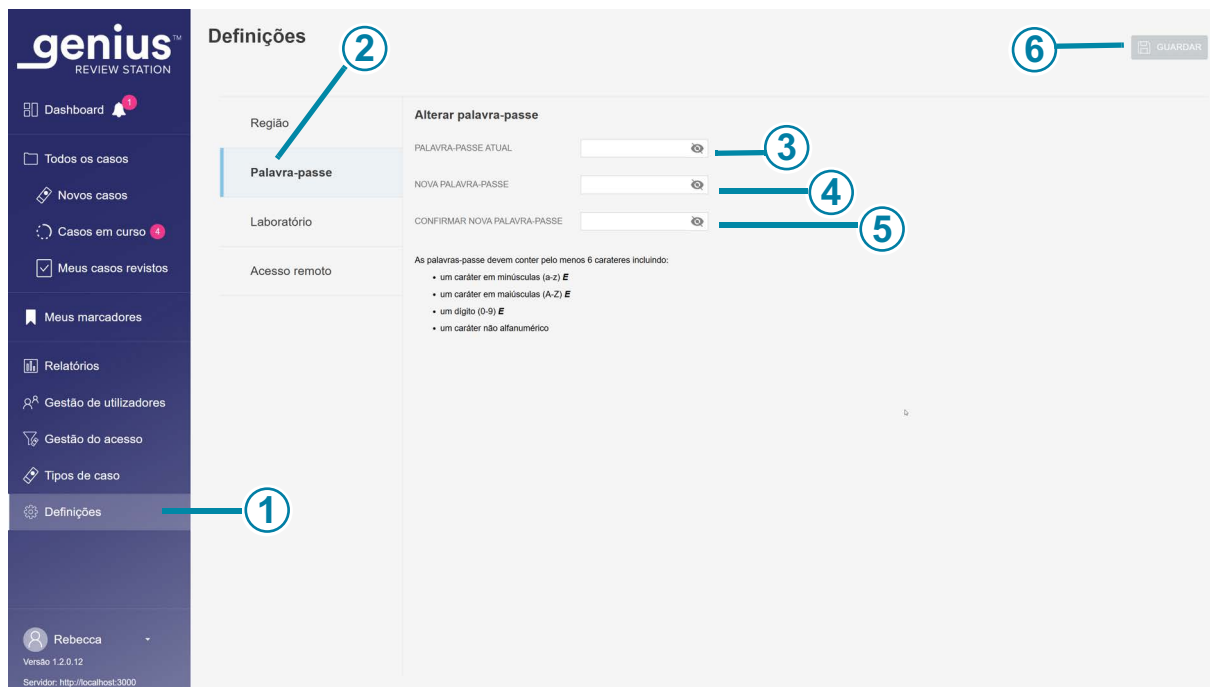 genius™
REVIEW STATION
Dashboard 1
Todos os casos
Novos casos
Casos em curso 4
Meus casos revistos
Meus marcadores
Relatórios
Gestão de utilizadores
Gestão do acesso
Tipos de caso
Definições
1
Rebecca
Versão 1.2.0.12
Servidor: http://localhost:3000
Definições
2
6
GUARDAR
Região
Palavra-passe
Laboratório
Acesso remoto
Alterar palavra-passe
PALAVRA-PASSE ATUAL
3
NOVA PALAVRA-PASSE
4
CONFIRMAR NOVA PALAVRA-PASSE
5
As palavras-passe devem conter pelo menos 6 carateres incluindo:
• um caráter em minúsculas (a-z) E
• um caráter em maiúsculas (A-Z) E
• um dígito (0-9) E
• um caráter não alfanumérico